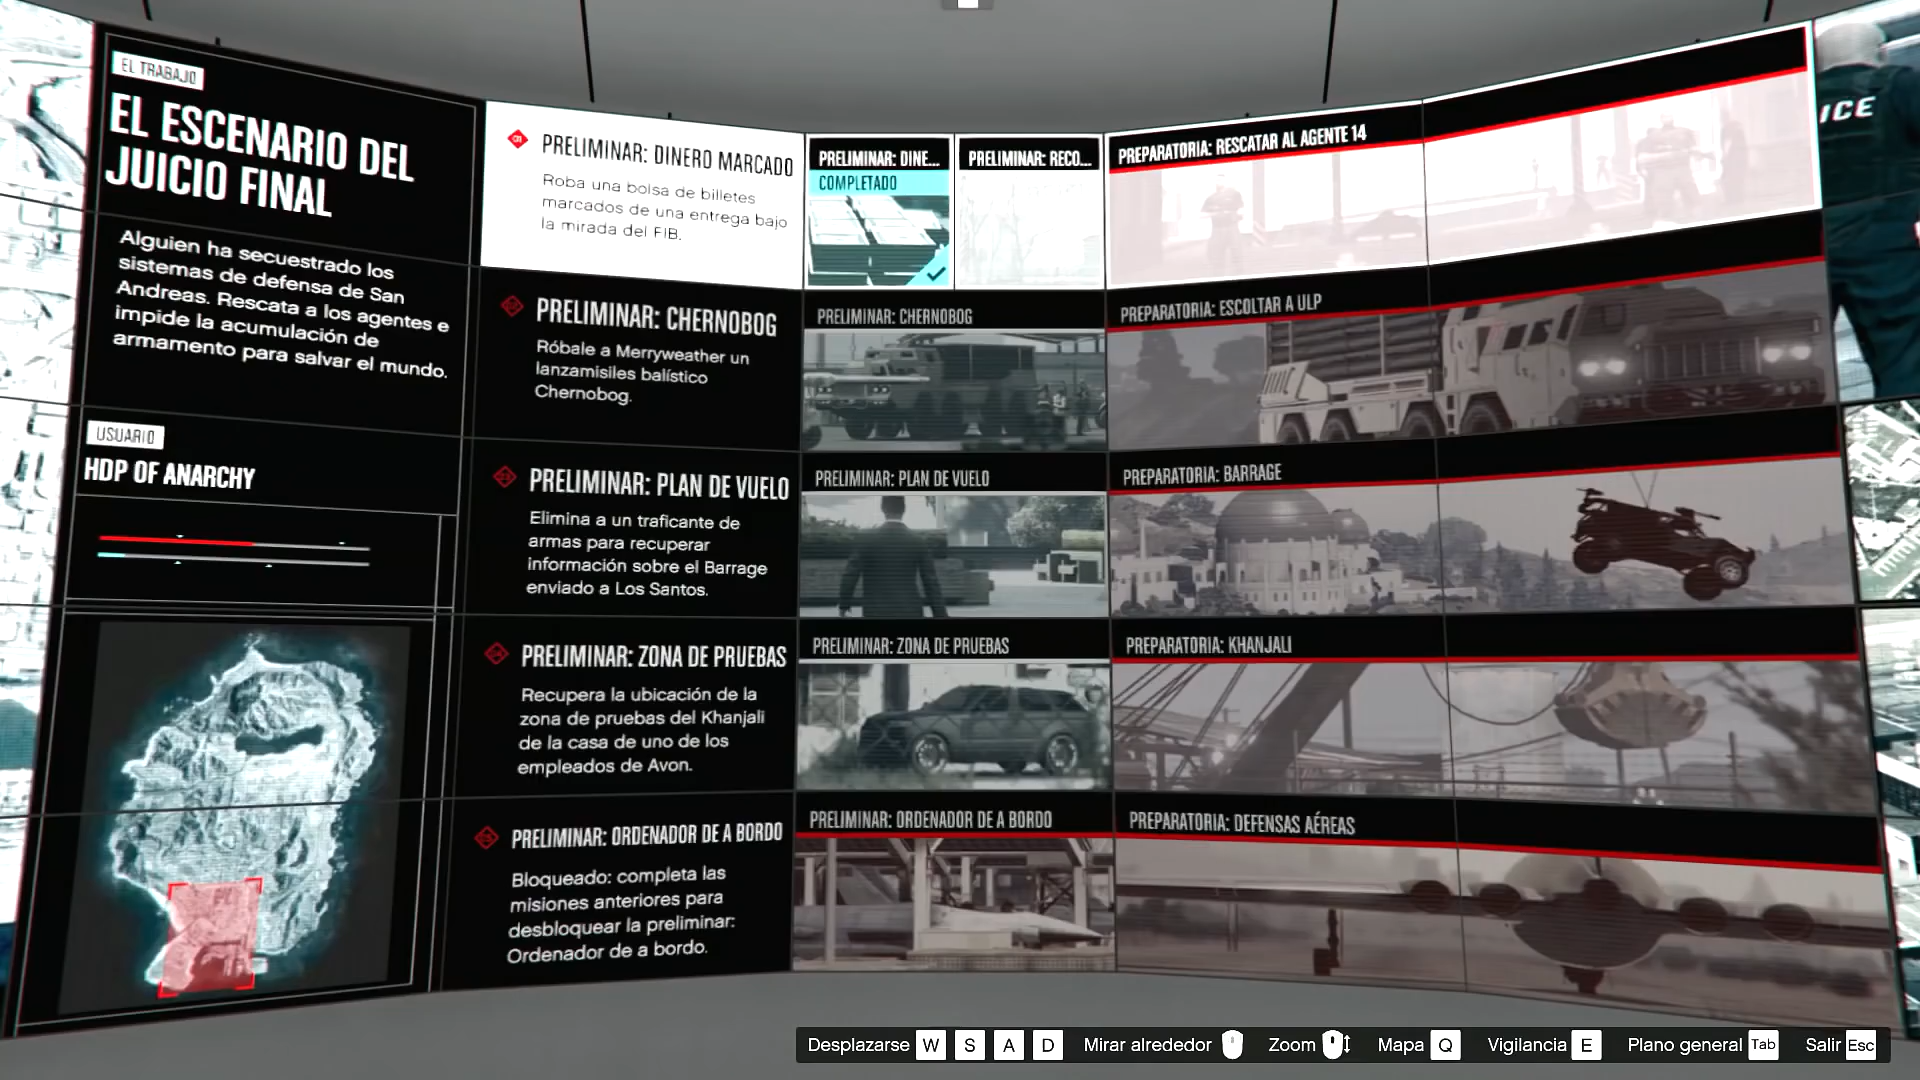 EL TRABAJO
EL ESCENARIO DEL
JUICIO FINAL
Alguien ha secuestrado los
sistemas de defensa de San
Andreas. Rescata a los agentes e
impide la acumulación de
armamento para salvar el mundo.
USUARIO
HDP OF ANARCHY
PRELIMINAR: DINERO MARCADO
Roba una bolsa de billetes
marcados de una entrega bajo
la mirada del FIB.
PRELIMINAR: DINE...
COMPLETADO
PRELIMINAR: RECO...
PREPARATORIA: RESCATAR AL AGENTE 14
ICE
PRELIMINAR: CHERNOBOG
Róbale a Merryweather un
lanzamisiles balístico
Chernobog.
PRELIMINAR: CHERNOBOG
PREPARATORIA: ESCOLTAR A ULP
PRELIMINAR: PLAN DE VUELO
Elimina a un traficante de
armas para recuperar
información sobre el Barrage
enviado a Los Santos.
PRELIMINAR: PLAN DE VUELO
PREPARATORIA: BARRAGE
PRELIMINAR: ZONA DE PRUEBAS
Recupera la ubicación de la
zona de pruebas del Khanjali
de la casa de uno de los
empleados de Avon.
PRELIMINAR: ZONA DE PRUEBAS
PREPARATORIA: KHANJALI
PRELIMINAR: ORDENADOR DE A BORDO
Bloqueado: completa las
misiones anteriores para
desbloquear la preliminar:
Ordenador de a bordo.
PRELIMINAR: ORDENADOR DE A BORDO
PREPARATORIA: DEFENSAS AÉREAS
Desplazarse W S A D Mirar alrededor Zoom Mapa Q Vigilancia E Plano general Tab Salir Esc